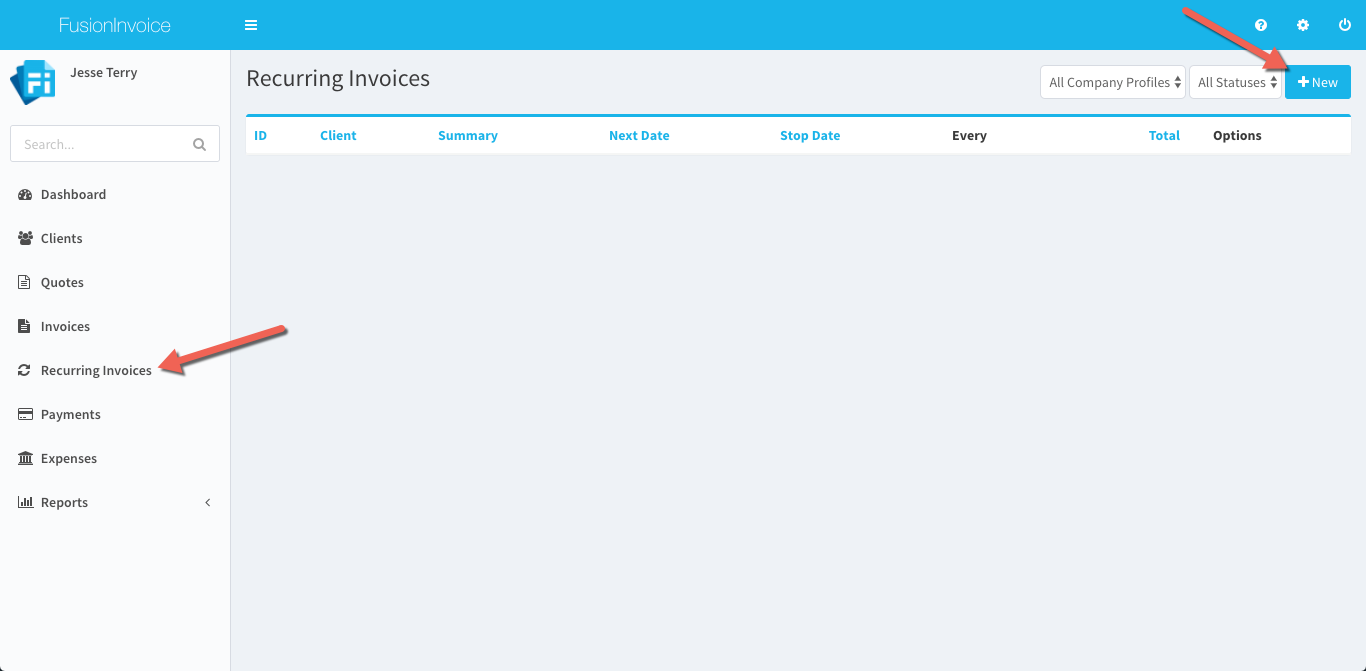 FusionInvoice
Jesse Terry
Search...
Dashboard
Clients
Quotes
Invoices
Recurring Invoices
Payments
Expenses
Reports
Recurring Invoices
All Company Profiles
All Statuses
New
ID Client Summary Next Date Stop Date Every Total Options
Fi